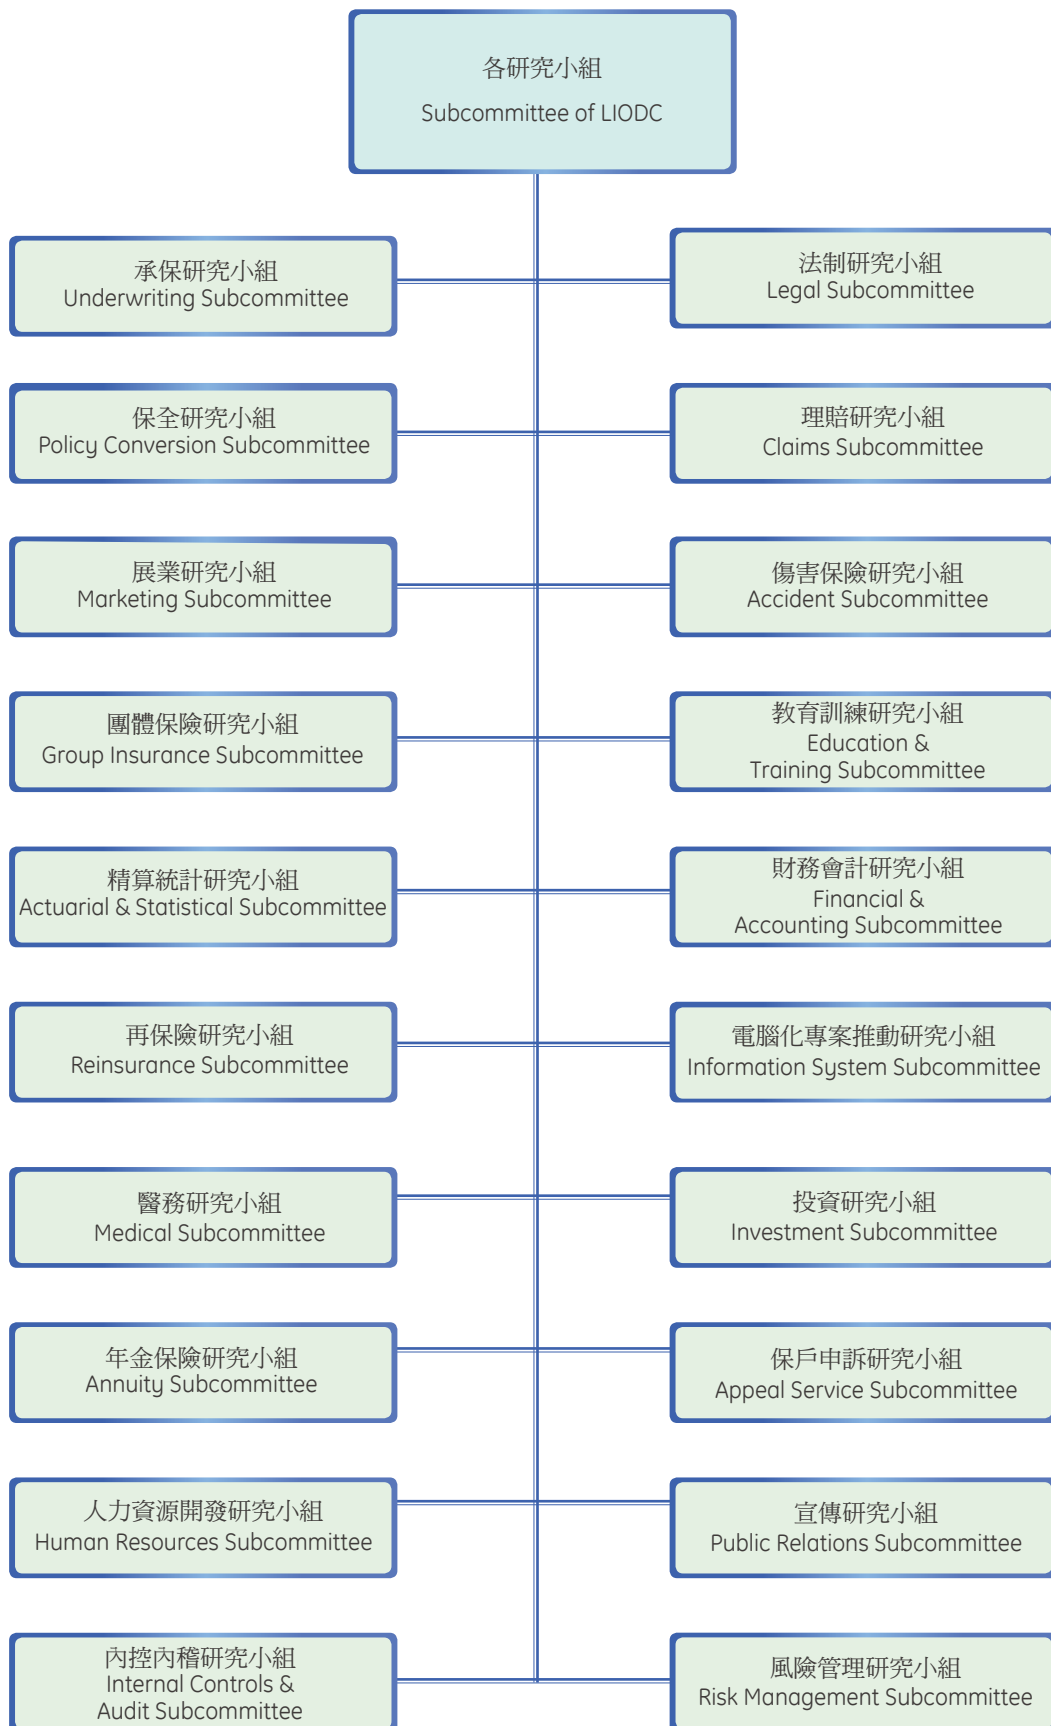 各研究小組
Subcommittee of LIODC
承保研究小組
Underwriting Subcommittee
法制研究小組
Legal Subcommittee
保全研究小組
Policy Conversion Subcommittee
理賠研究小組
Claims Subcommittee
展業研究小組
Marketing Subcommittee
傷害保險研究小組
Accident Subcommittee
團體保險研究小組
Group Insurance Subcommittee
教育訓練研究小組
Education &
Training Subcommittee
精算統計研究小組
Actuarial & Statistical Subcommittee
財務會計研究小組
Financial &
Accounting Subcommittee
再保險研究小組
Reinsurance Subcommittee
電腦化專案推動研究小組
Information System Subcommittee
醫務研究小組
Medical Subcommittee
投資研究小組
Investment Subcommittee
年金保險研究小組
Annuity Subcommittee
保戶申訴研究小組
Appeal Service Subcommittee
人力資源開發研究小組
Human Resources Subcommittee
宣傳研究小組
Public Relations Subcommittee
內控內稽研究小組
Internal Controls &
Audit Subcommittee
風險管理研究小組
Risk Management Subcommittee